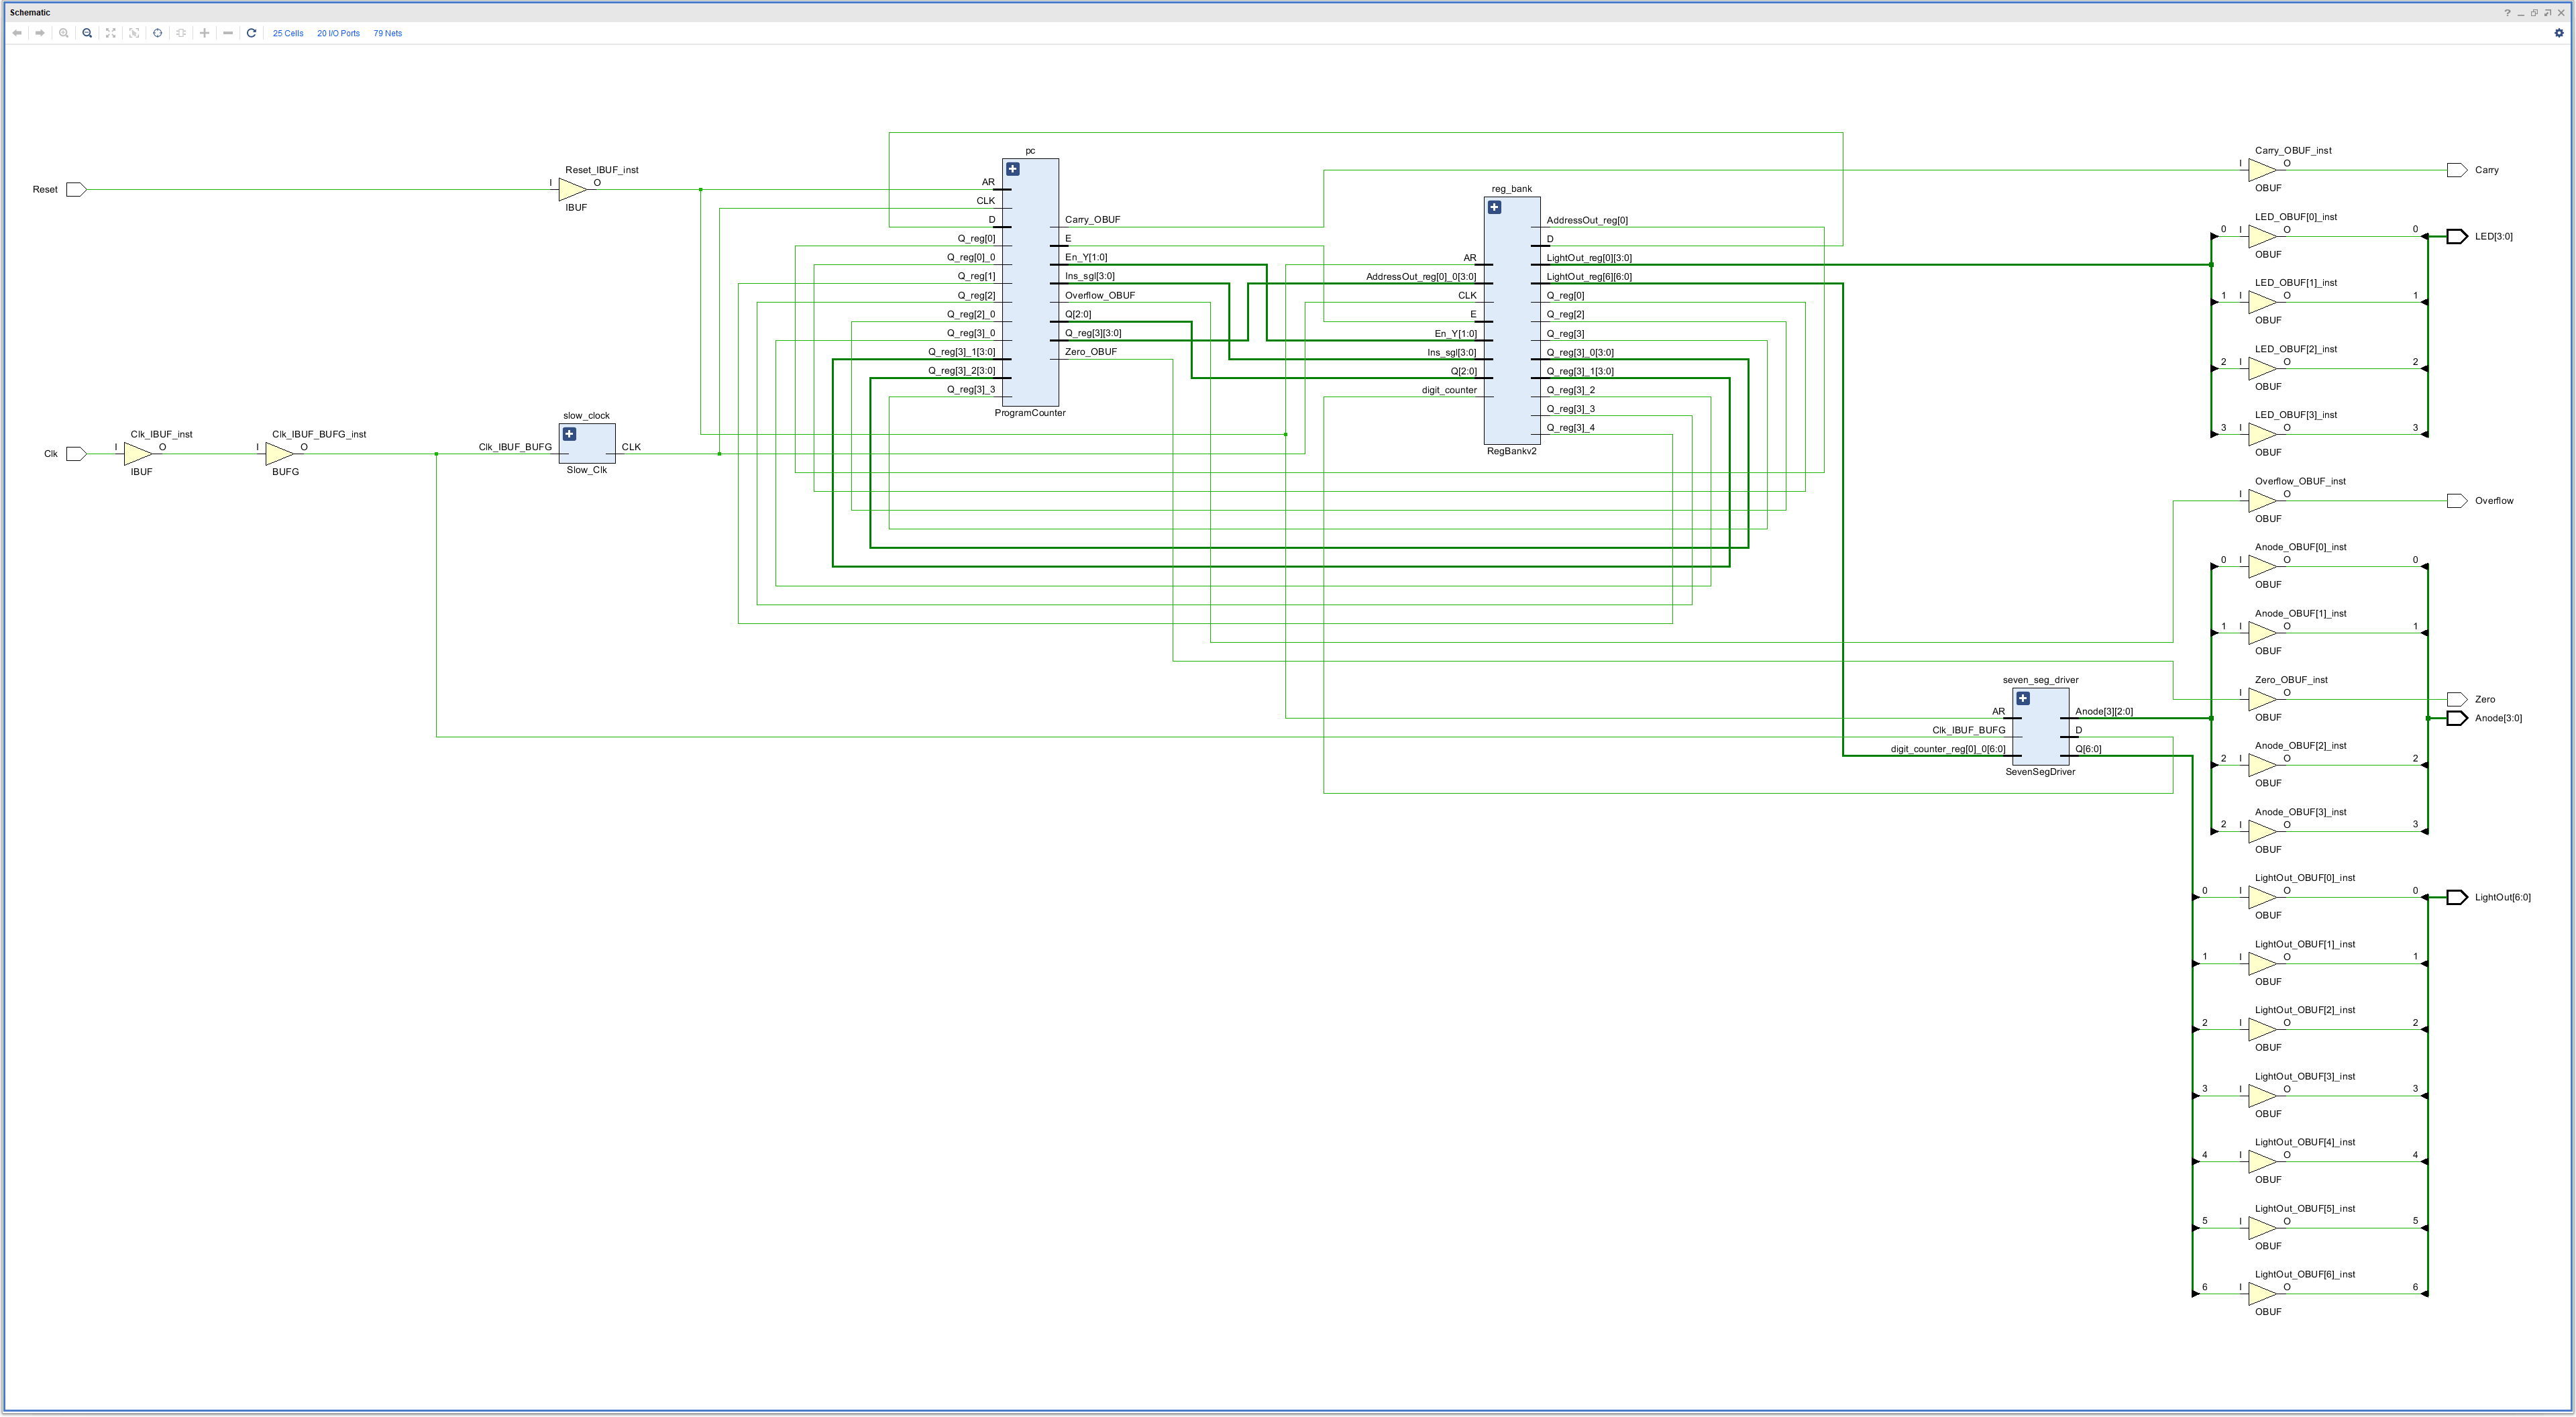 Schematic
25 Cells 20 I/O Ports 79 Nets
Reset
Reset_IBUF_inst
I O
IBUF
Clk
Clk_IBUF_inst
I O
IBUF
Clk_IBUF_BUFG_inst
I O
BUFG
slow_clock
Clk_IBUF_BUFG CLK
Slow_Clk
pc
AR
CLK
D
Q_reg[0]
Q_reg[0]_0
Q_reg[1]
Q_reg[2]
Q_reg[2]_0
Q_reg[3]_0
Q_reg[3]_1[3:0]
Q_reg[3]_2[3:0]
Q_reg[3]_3
Carry_OBUF
E
En_Y[1:0]
Ins_sgl[3:0]
Overflow_OBUF
Q[2:0]
Q_reg[3][3:0]
Zero_OBUF
ProgramCounter
reg_bank
AR
AddressOut_reg[0]_0[3:0]
CLK
E
En_Y[1:0]
Ins_sgl[3:0]
Q[2:0]
digit_counter
AddressOut_reg[0]
D
LightOut_reg[0][3:0]
LightOut_reg[6][6:0]
Q_reg[0]
Q_reg[2]
Q_reg[3]
Q_reg[3]_0[3:0]
Q_reg[3]_1[3:0]
Q_reg[3]_2
Q_reg[3]_3
Q_reg[3]_4
RegBankv2
seven_seg_driver
AR
Clk_IBUF_BUFG
digit_counter_reg[0]_0[6:0]
Anode[3][2:0]
D
Q[6:0]
SevenSegDriver
Carry_OBUF_inst
I O
OBUF
Carry
LED_OBUF[0]_inst
0 I O 0
OBUF
LED[3:0]
LED_OBUF[1]_inst
1 I O 1
OBUF
LED_OBUF[2]_inst
2 I O 2
OBUF
LED_OBUF[3]_inst
3 I O 3
OBUF
Overflow_OBUF_inst
I O
OBUF
Overflow
Anode_OBUF[0]_inst
0 I O 0
OBUF
Anode_OBUF[1]_inst
1 I O 1
OBUF
Zero_OBUF_inst
I O
OBUF
Zero
Anode[3:0]
Anode_OBUF[2]_inst
2 I O 2
OBUF
Anode_OBUF[3]_inst
2 I O 3
OBUF
LightOut_OBUF[0]_inst
0 I O 0
OBUF
LightOut[6:0]
LightOut_OBUF[1]_inst
1 I O 1
OBUF
LightOut_OBUF[2]_inst
2 I O 2
OBUF
LightOut_OBUF[3]_inst
3 I O 3
OBUF
LightOut_OBUF[4]_inst
4 I O 4
OBUF
LightOut_OBUF[5]_inst
5 I O 5
OBUF
LightOut_OBUF[6]_inst
6 I O 6
OBUF